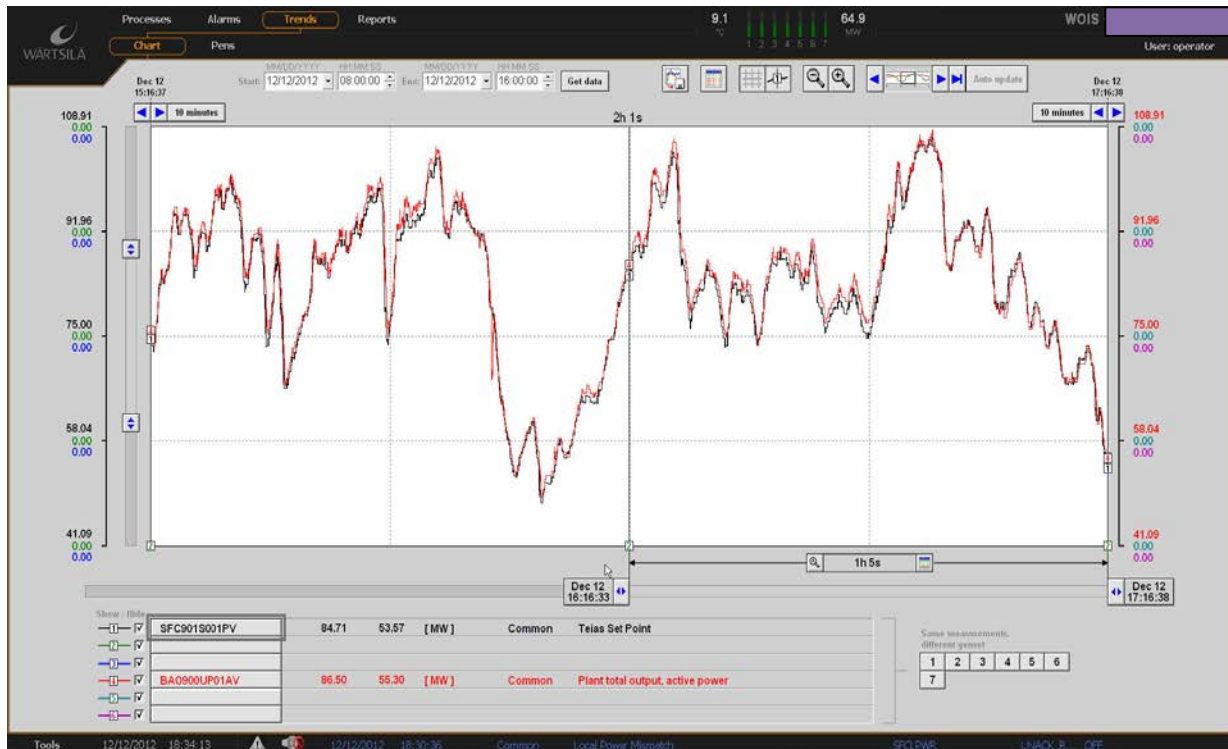 Processes Alarms Trends Reports 9.1 °C 64.9 MW WOIS
1 2 3 4 5 6 7
WÄRTSILÄ
Chart Pens User: operator
MM/DD/YYYY HH:MM:SS MM/DD/YYYY HH:MM:SS
Dec 12 15:16:37
Start: 12/12/2012 08:00:00 End: 12/12/2012 16:00:00 Get data Auto update
Dec 12 17:16:38
10 minutes 2h 1s 10 minutes
108.91 108.91
0.00 0.00
0.00 0.00
91.96 91.96
0.00 0.00
0.00 0.00
75.00 75.00
0.00 0.00
0.00 0.00
58.04 58.04
0.00 0.00
0.00 0.00
41.09 41.09
0.00 0.00
0.00 0.00
1h 5s
Dec 12 16:16:33
Dec 12 17:16:38
Show / Hide
1 SFC901S001PV 84.71 53.57 [MW] Common Teias Set Point
2
3
4 BAO900UP01AV 86.50 55.30 [MW] Common Plant total output, active power
5
6
Same measurements,
different genset
1 2 3 4 5 6
7
Tools 12/12/2012 18:34:13 12/12/2012 18:30:36 Common Local Power Mismatch UNACK OFF